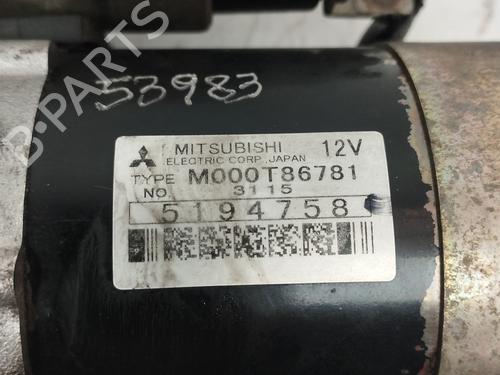 53983
MITSUBISHI 12V
ELECTRIC CORP., JAPAN
TYPE M000T86781
NO. 3115
5194758
B-PARTS